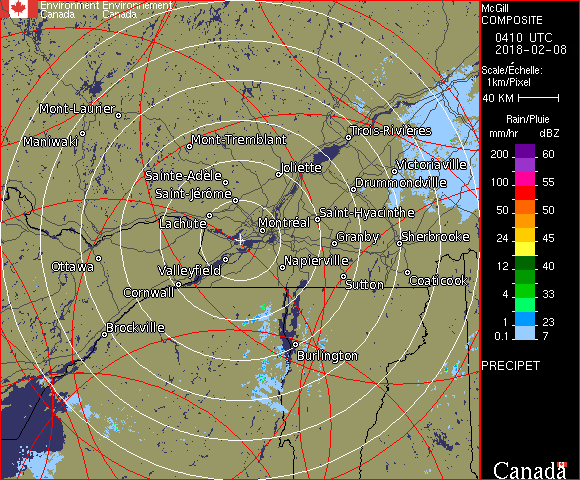 Environment Environnement
Canada Canada
McGill
COMPOSITE
0410 UTC
2018-02-08
Scale/Échelle:
1km/Pixel
40 KM
Rain/Pluie
mm/hr dBZ
200 60
55
100 55
50 50
24 45
12 40
4 33
1 23
0.1 7
PRECIPET
Canada
Mont-Laurier
Maniwaki
Mont-Tremblant
Trois-Rivières
Sainte-Adèle
Joliette
Victoriaville
Saint-Jérôme
Drummondville
Lachute
Montréal
Saint-Hyacinthe
Granby
Sherbrooke
Ottawa
Valleyfield
Napierville
Cornwall
Sutton
Coaticook
Brockville
Burlington